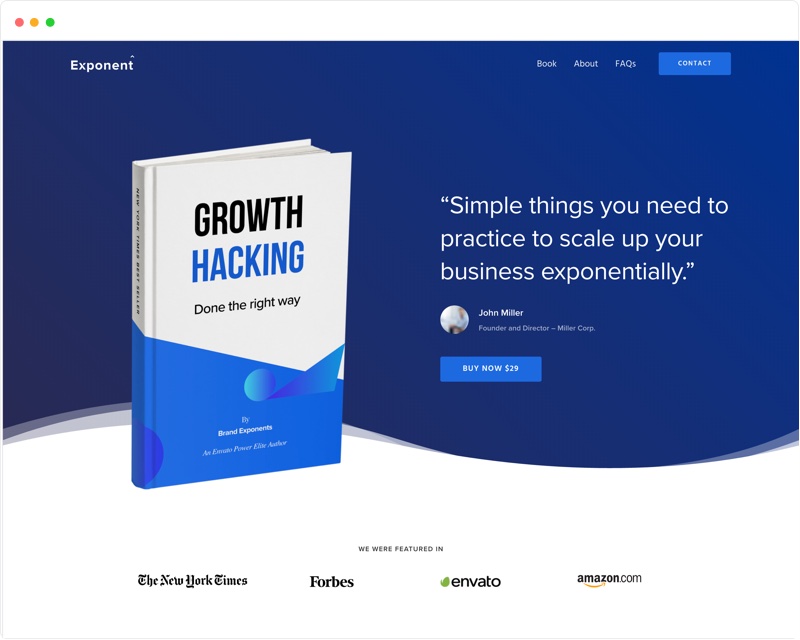 Exponent
Book About FAQs CONTACT
NEW YORK TIMES BEST SELLER
GROWTH
HACKING
Done the right way
By
Brand Exponents
An Envato Power Elite Author
“Simple things you need to
practice to scale up your
business exponentially.”
John Miller
Founder and Director – Miller Corp.
BUY NOW $29
WE WERE FEATURED IN
The New York Times Forbes envato amazon.com